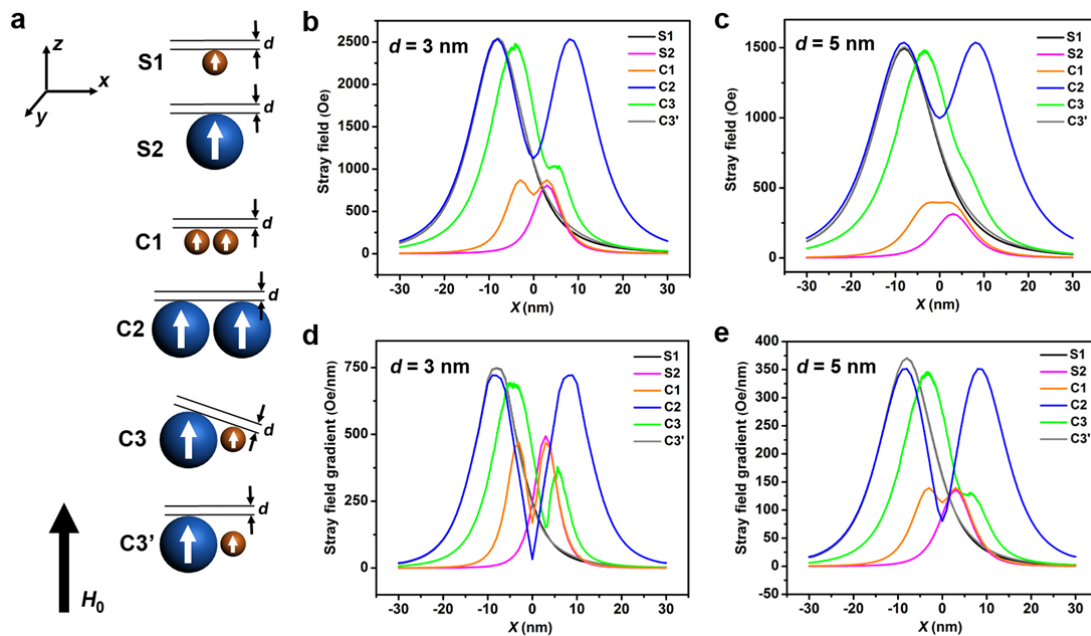 a
z
x
y
S1
d
S2
d
C1
d
C2
d
C3
d
C3'
d
H0
b
d = 3 nm
S1
S2
C1
C2
C3
C3'
Stray field (Oe)
2500
2000
1500
1000
500
0
-30 -20 -10 0 10 20 30
X (nm)
c
d = 5 nm
S1
S2
C1
C2
C3
C3'
Stray field (Oe)
1500
1000
500
0
-30 -20 -10 0 10 20 30
X (nm)
d
d = 3 nm
S1
S2
C1
C2
C3
C3'
Stray field gradient (Oe/nm)
750
500
250
0
-30 -20 -10 0 10 20 30
X (nm)
e
d = 5 nm
S1
S2
C1
C2
C3
C3'
Stray field gradient (Oe/nm)
400
350
300
250
200
150
100
50
0
-50
-30 -20 -10 0 10 20 30
X (nm)